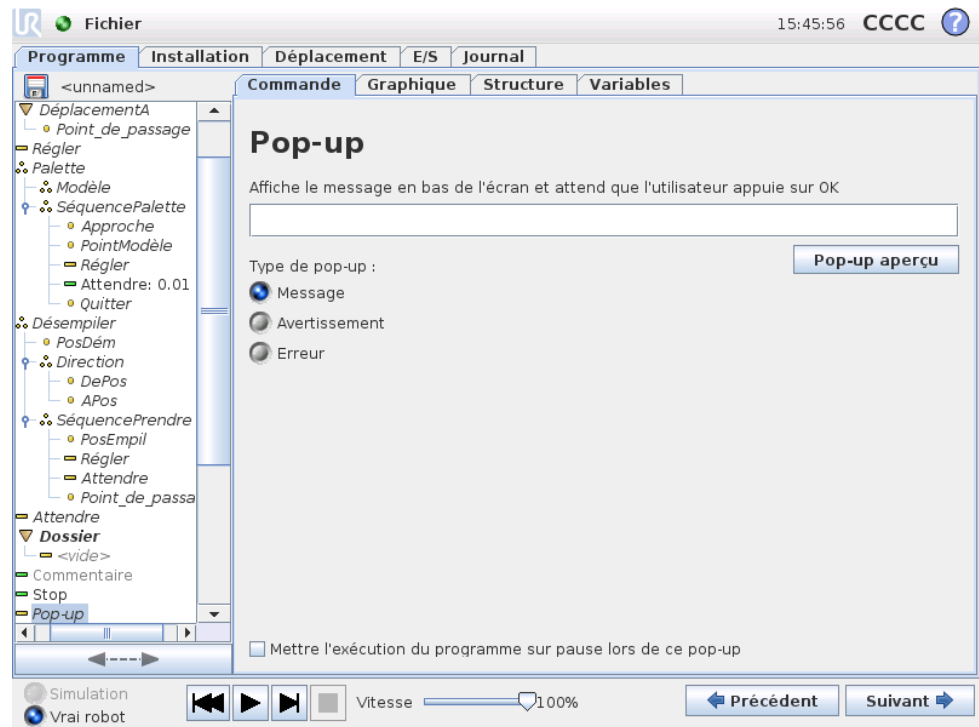 UR Fichier 15:45:56 CCCC ?
Programme Installation Déplacement E/S Journal
<unnamed>
Commande Graphique Structure Variables
DéplacementA
Point_de_passage
Régler
Palette
Modèle
SéquencePalette
Approche
PointModèle
Régler
Attendre: 0.01
Quitter
Désempiler
PosDém
Direction
DePos
APos
SéquencePrendre
PosEmpil
Régler
Attendre
Point_de_passa
Attendre
Dossier
<vide>
Commentaire
Stop
Pop-up
Pop-up
Affiche le message en bas de l'écran et attend que l'utilisateur appuie sur OK
Pop-up aperçu
Type de pop-up :
Message
Avertissement
Erreur
Mettre l'exécution du programme sur pause lors de ce pop-up
Simulation
Vrai robot
Vitesse 100%
Précédent Suivant